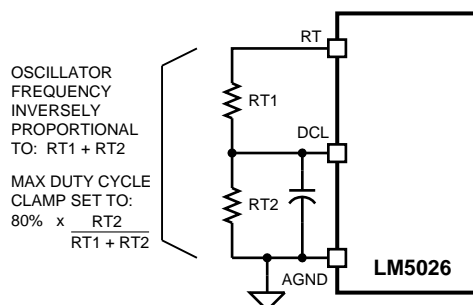 OSCILLATOR
FREQUENCY
INVERSELY
PROPORTIONAL
TO: RT1 + RT2
MAX DUTY CYCLE
CLAMP SET TO:
80% x RT2
RT1 + RT2
RT
RT1
DCL
RT2
AGND
LM5026